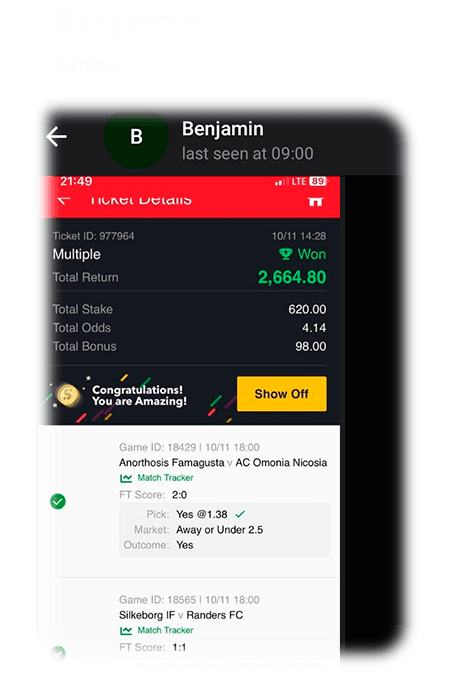 B
Benjamin
last seen at 09:00
21:49
LTE 89
Ticket Details
Ticket ID: 977964
10/11 14:28
Multiple
Won
Total Return
2,664.80
Total Stake
620.00
Total Odds
4.14
Total Bonus
98.00
Congratulations!
You are Amazing!
Show Off
Game ID: 18429 | 10/11 18:00
Anorthosis Famagusta v AC Omonia Nicosia
Match Tracker
FT Score: 2:0
Pick: Yes @1.38
Market: Away or Under 2.5
Outcome: Yes
Game ID: 18565 | 10/11 18:00
Silkeborg IF v Randers FC
Match Tracker
FT Score: 1:1